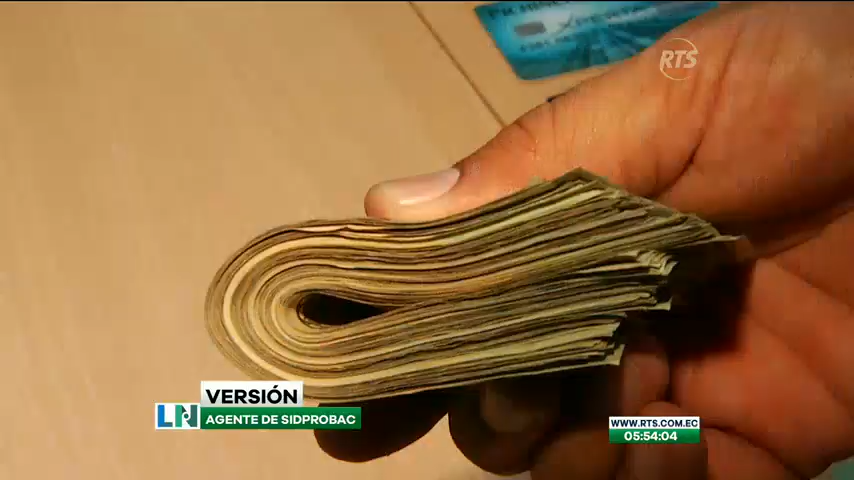 RTS
VERSIÓN
LN
AGENTE DE SIDPROBAC
WWW.RTS.COM.EC
05:54:04